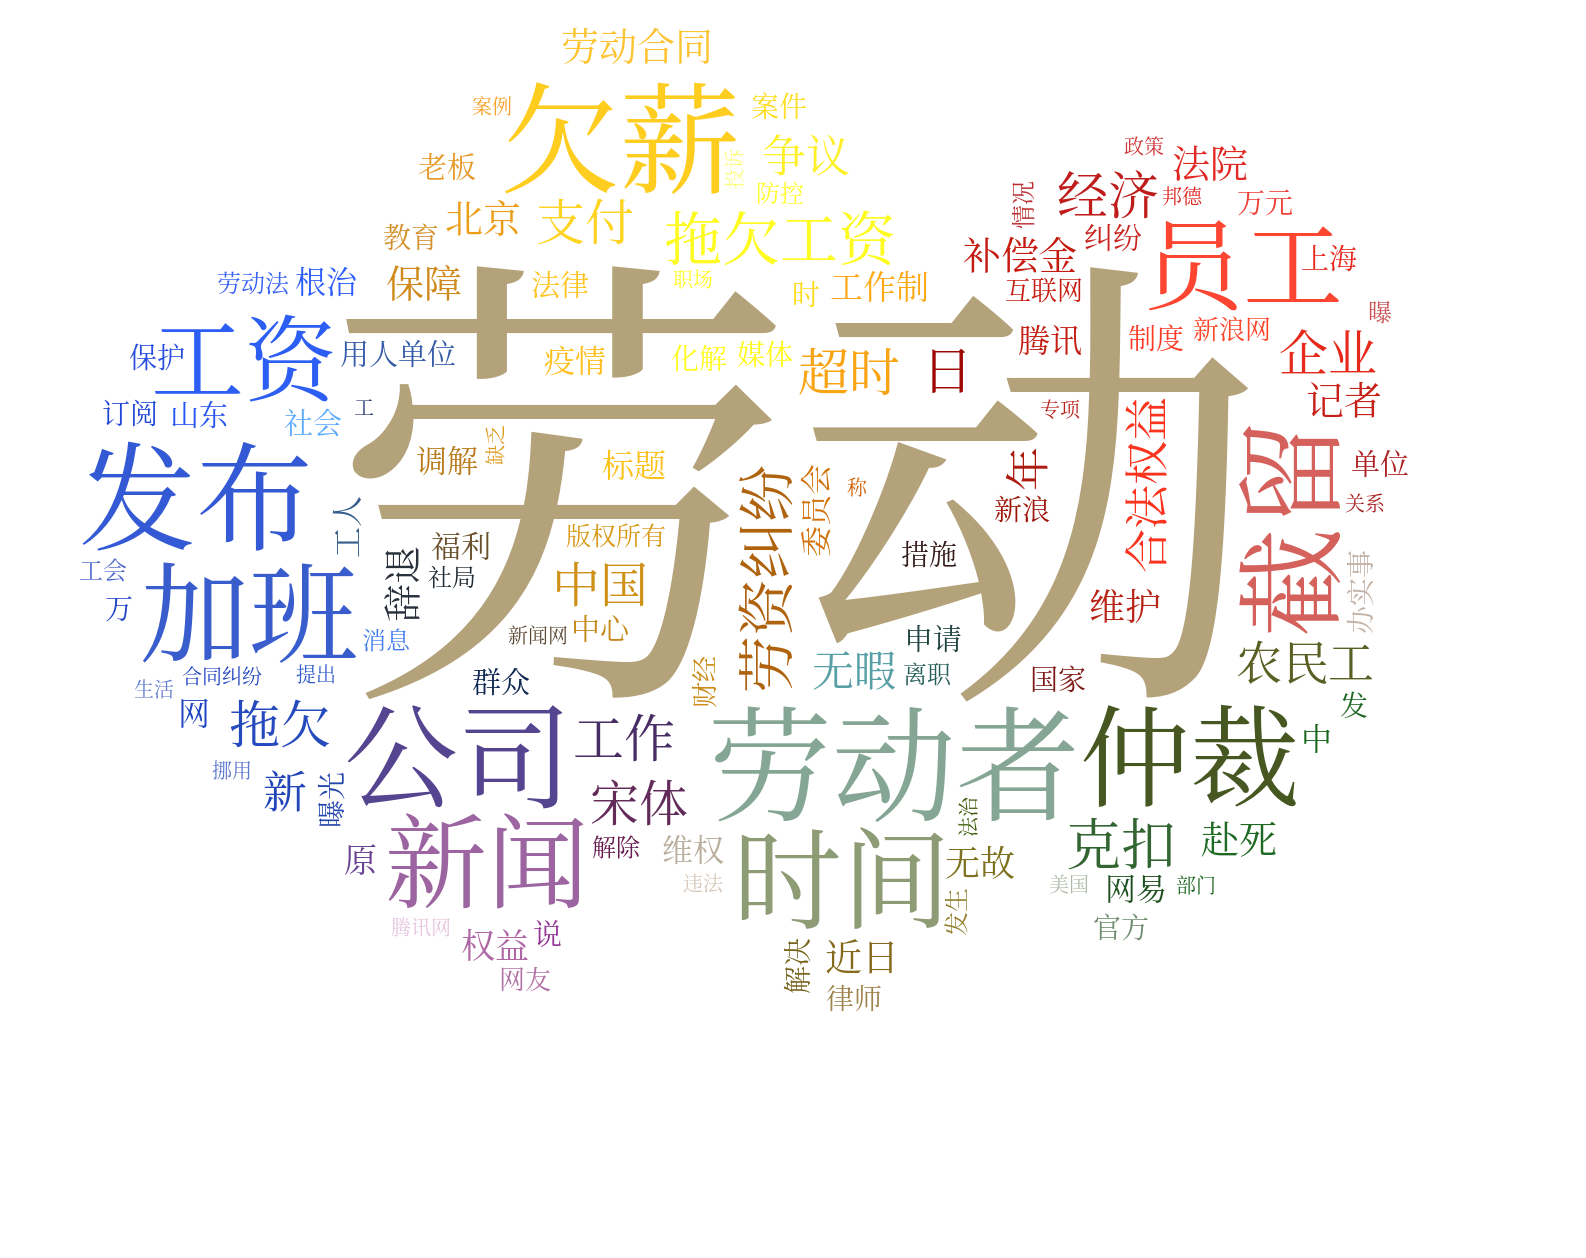 劳动合同
案例
欠薪
案件
投诉
争议
老板
防控
政策
法院
经济
邦德
情况
万元
教育
北京
支付
拖欠工资
纠纷
员工
补偿金
上海
劳动法
根治
保障
法律
职场
时
工作制
互联网
曝
工资
保护
用人单位
疫情
化解
媒体
超时
日
腾讯
制度
新浪网
企业
劳动
订阅
山东
社会
工
专项
记者
合法权益
调解
缺乏
标题
年
截留
单位
发布
劳资纠纷
委员会
称
新浪
关系
工人
版权所有
福利
措施
辞退
社局
中国
工会
办实事
万
加班
维护
新闻网
中心
消息
申请
农民工
合同纠纷
提出
生活
群众
财经
无暇
离职
国家
发
网
拖欠
公司
工作
劳动者
仲裁
中
挪用
新
曝光
宋体
法治
新闻
原
解除
维权
时间
无故
克扣
赴死
违法
美国
网易
部门
腾讯网
权益
说
发生
官方
网友
解决
近日
律师